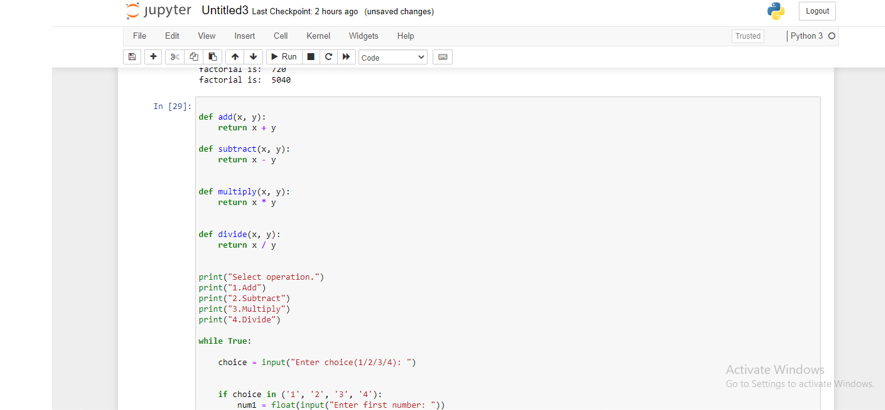 jupyter Untitled3 Last Checkpoint: 2 hours ago (unsaved changes)
Logout
File Edit View Insert Cell Kernel Widgets Help
Trusted
Python 3
Run
Code
factorial is: 720
factorial is: 5040
In [29]:
def add(x, y):
return x + y
def subtract(x, y):
return x - y
def multiply(x, y):
return x * y
def divide(x, y):
return x / y
print("Select operation.")
print("1.Add")
print("2.Subtract")
print("3.Multiply")
print("4.Divide")
while True:
choice = input("Enter choice(1/2/3/4): ")
if choice in ('1', '2', '3', '4'):
num1 = float(input("Enter first number: "))
Activate Windows
Go to Settings to activate Windows.